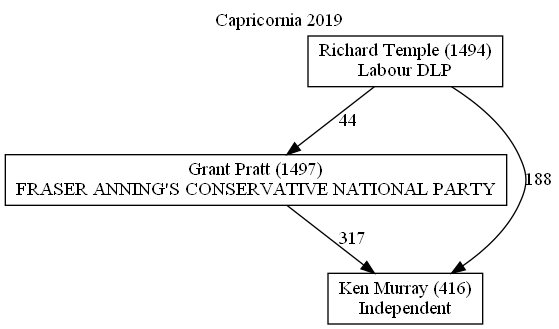 Capricornia 2019
Richard Temple (1494)
Labour DLP
44
Grant Pratt (1497)
FRASER ANNING'S CONSERVATIVE NATIONAL PARTY
188
317
Ken Murray (416)
Independent